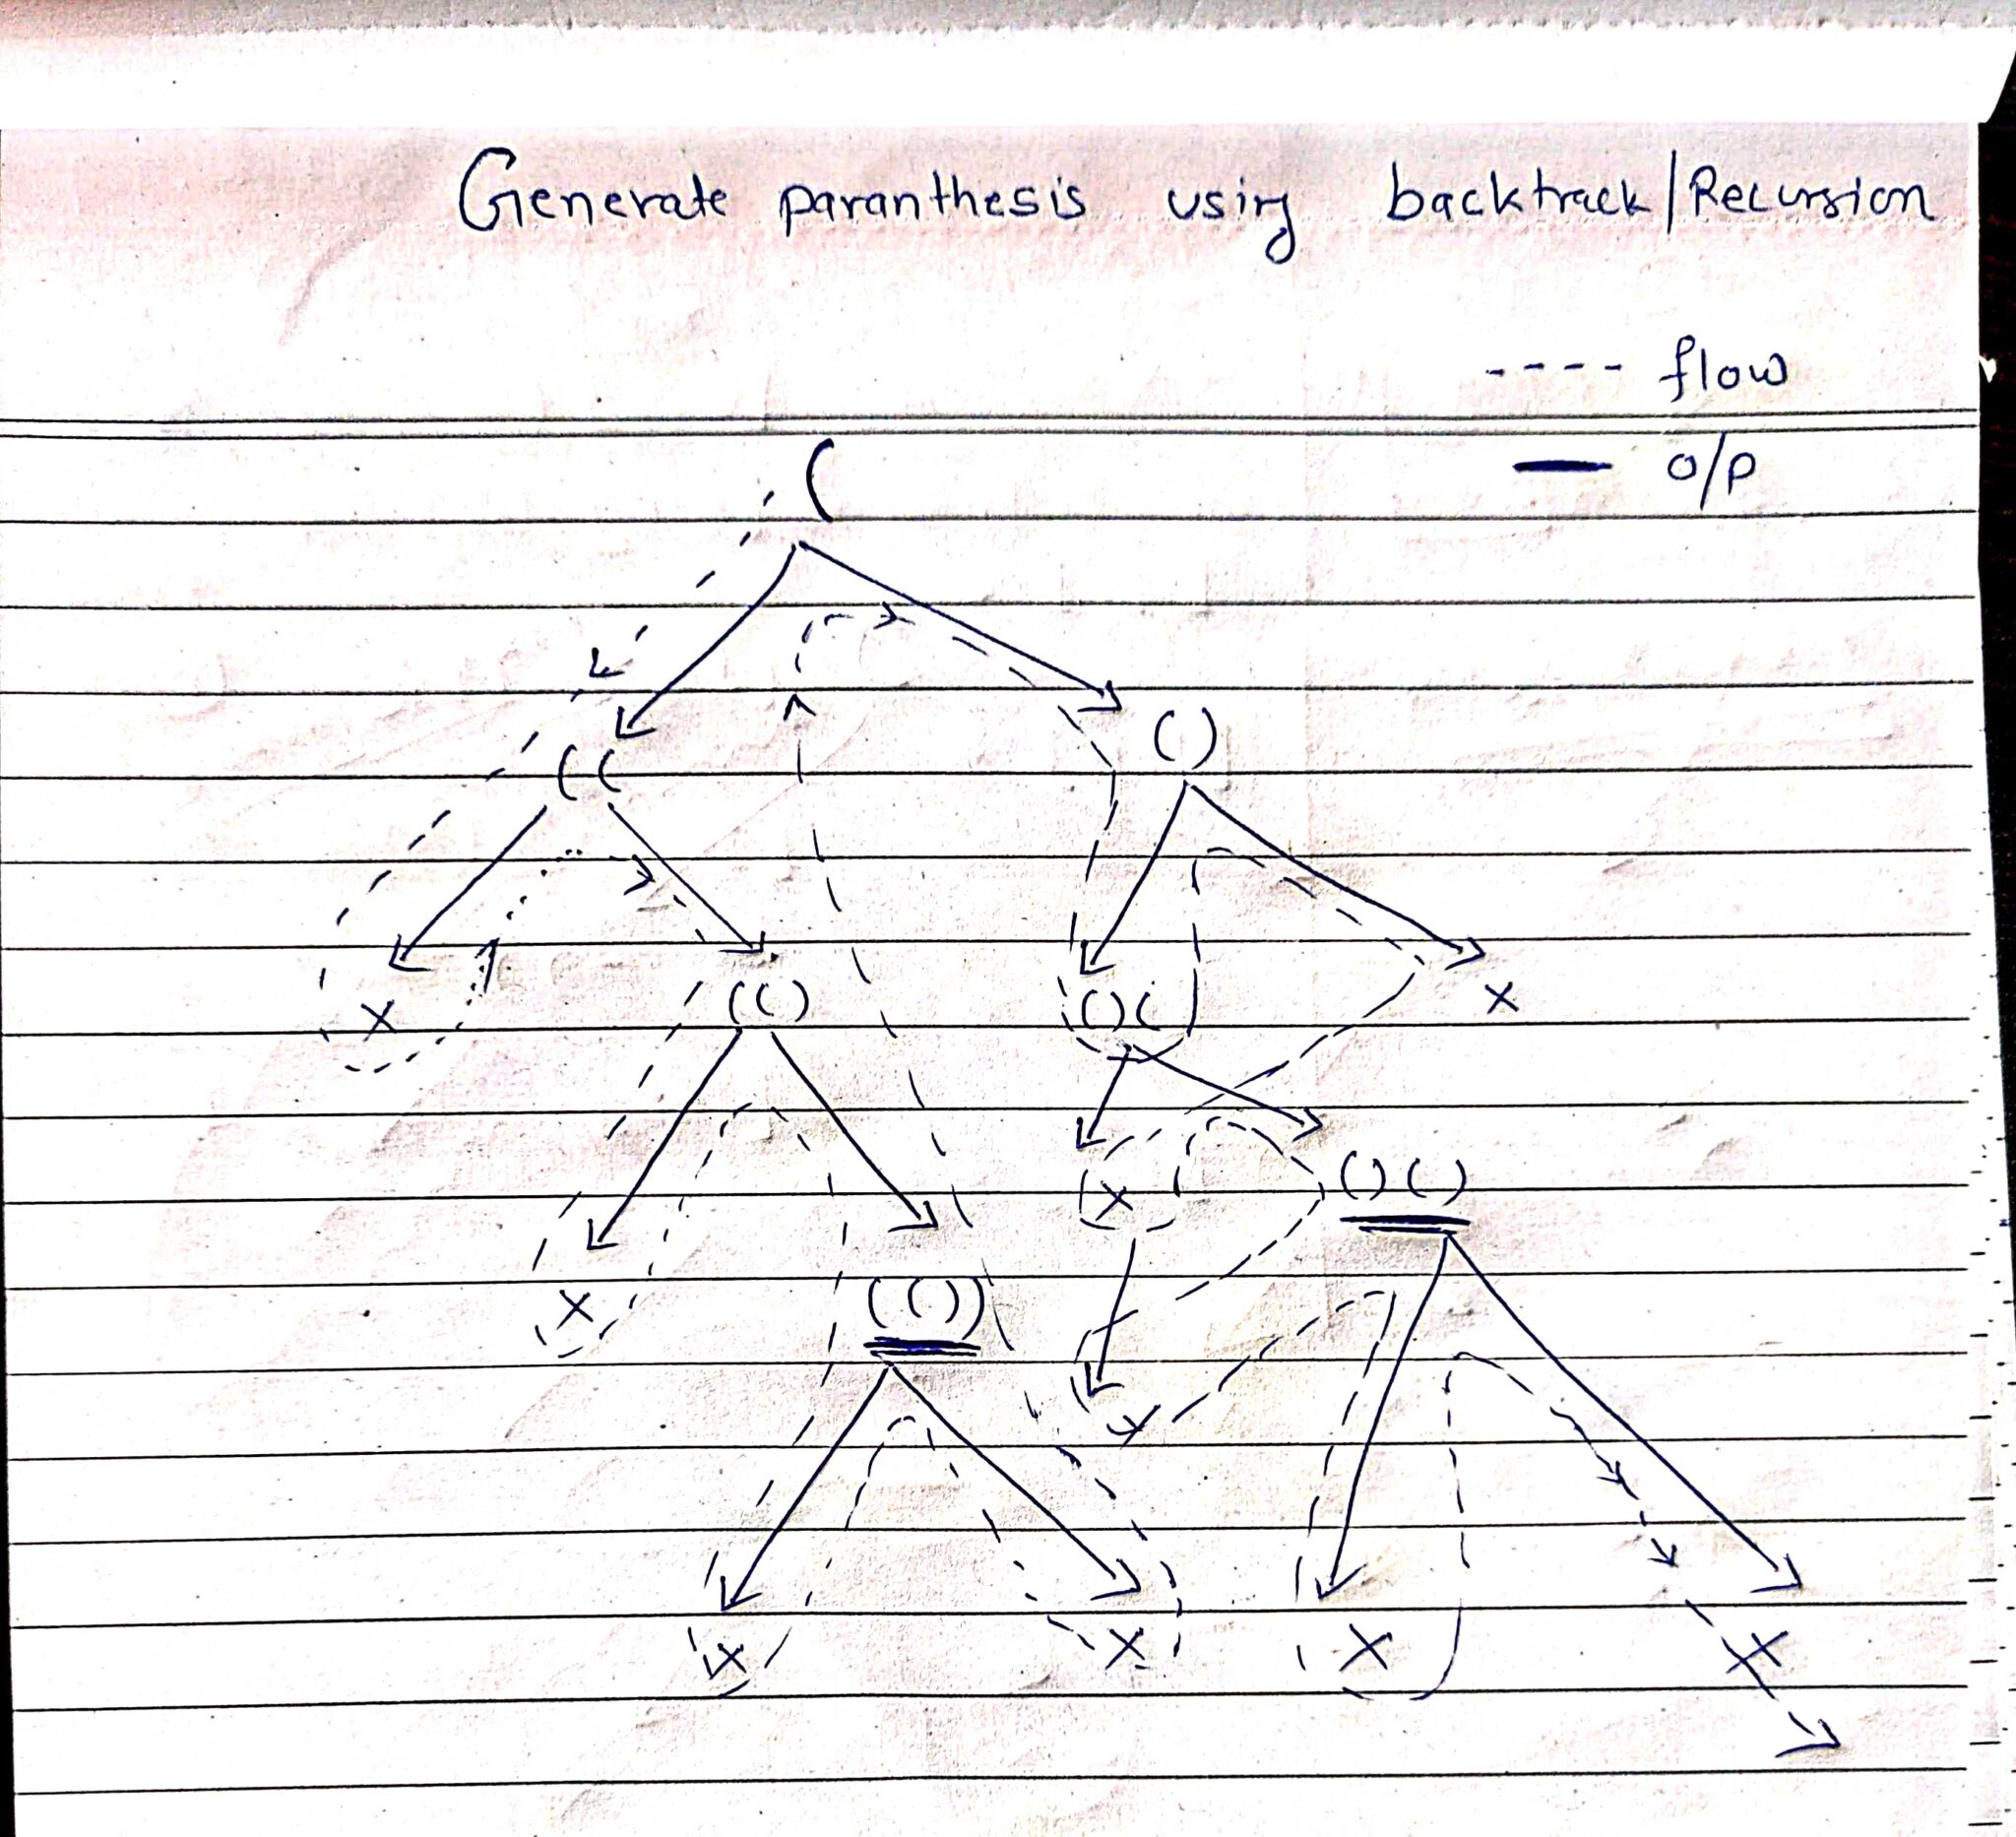 Generate paranthesis using backtrack/Recursion
---- flow
— o/p
(
(( ()
x (() ()( x
x (()) x ()()
x x x x